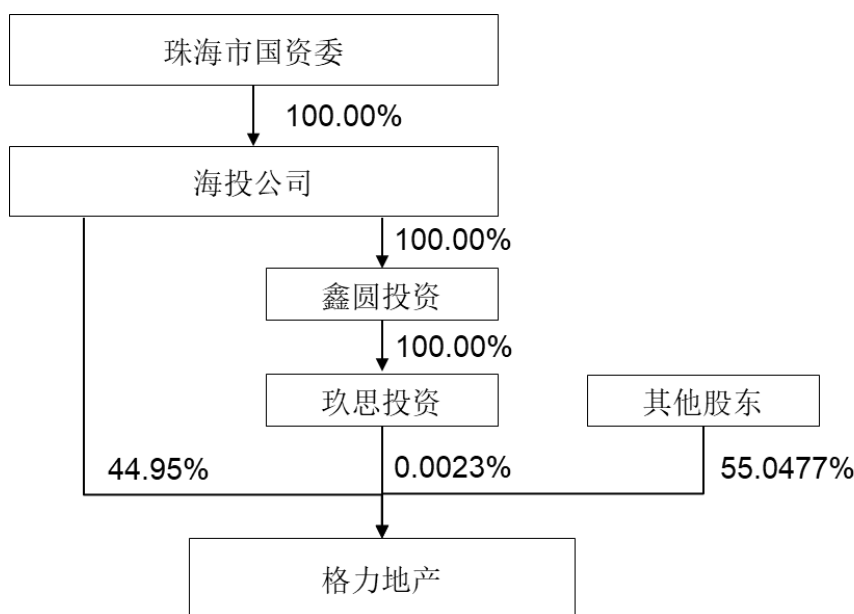 珠海市国资委
100.00%
海投公司
100.00%
鑫圆投资
100.00%
玖思投资
其他股东
44.95%
0.0023%
55.0477%
格力地产